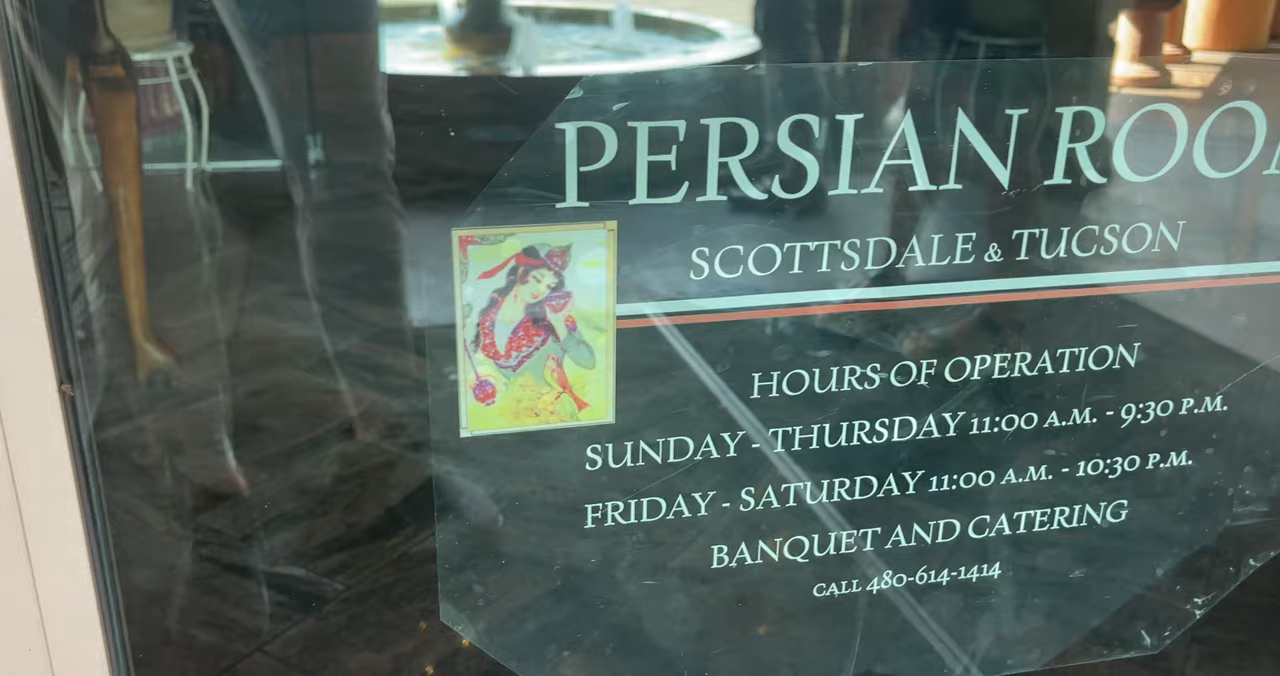 PERSIAN ROO
SCOTTSDALE & TUCSON
HOURS OF OPERATION
SUNDAY - THURSDAY 11:00 A.M. - 9:30 P.M.
FRIDAY - SATURDAY 11:00 A.M. - 10:30 P.M.
BANQUET AND CATERING
CALL 480-614-1414